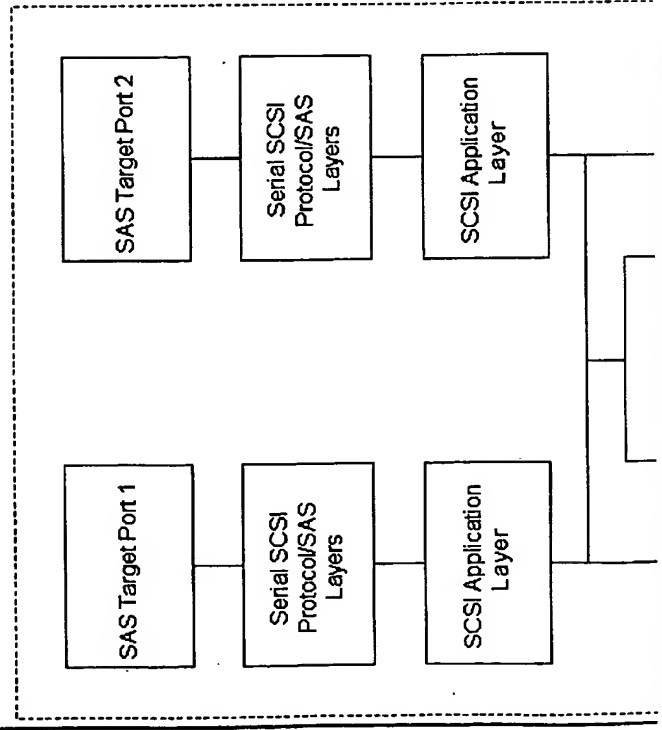 SAS Target Port 2
Serial SCSI
Protocol/SAS
Layers
SCSI Application
Layer
SAS Target Port 1
Serial SCSI
Protocol/SAS
Layers
SCSI Application
Layer